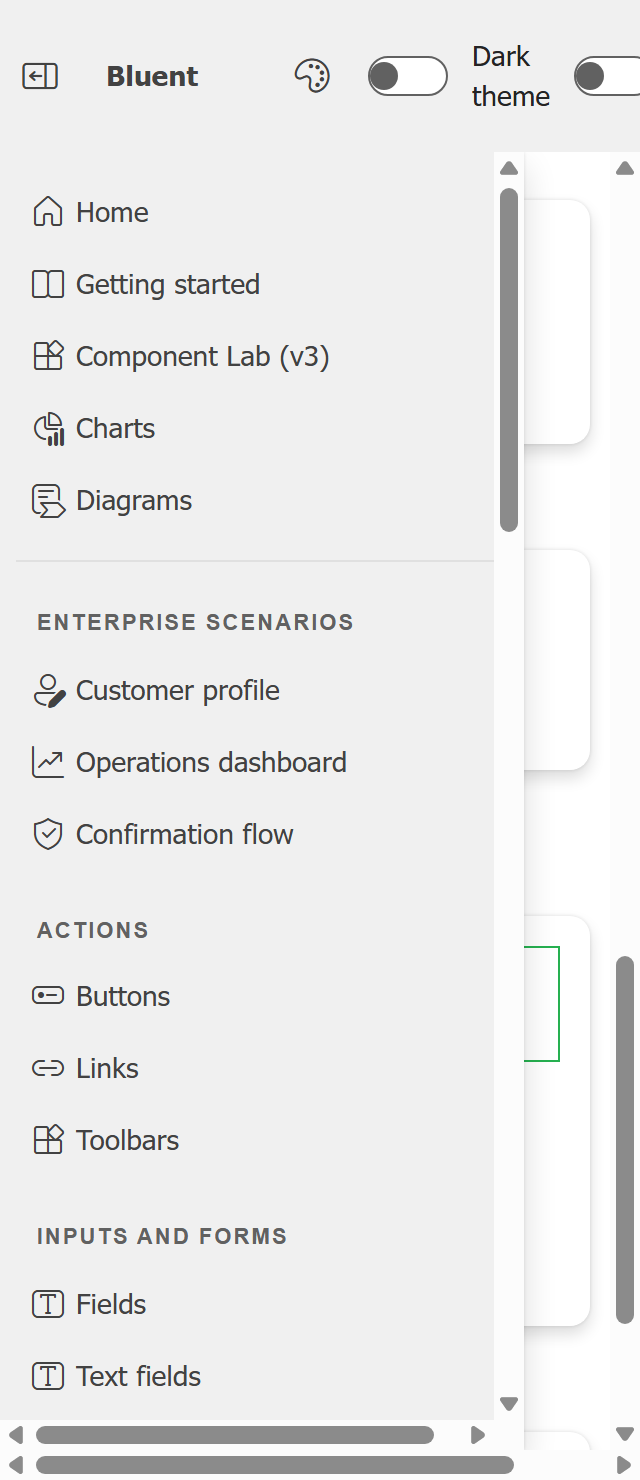 Bluent
Dark
theme
Home
Getting started
Component Lab (v3)
Charts
Diagrams
ENTERPRISE SCENARIOS
Customer profile
Operations dashboard
Confirmation flow
ACTIONS
Buttons
Links
Toolbars
INPUTS AND FORMS
Fields
Text fields